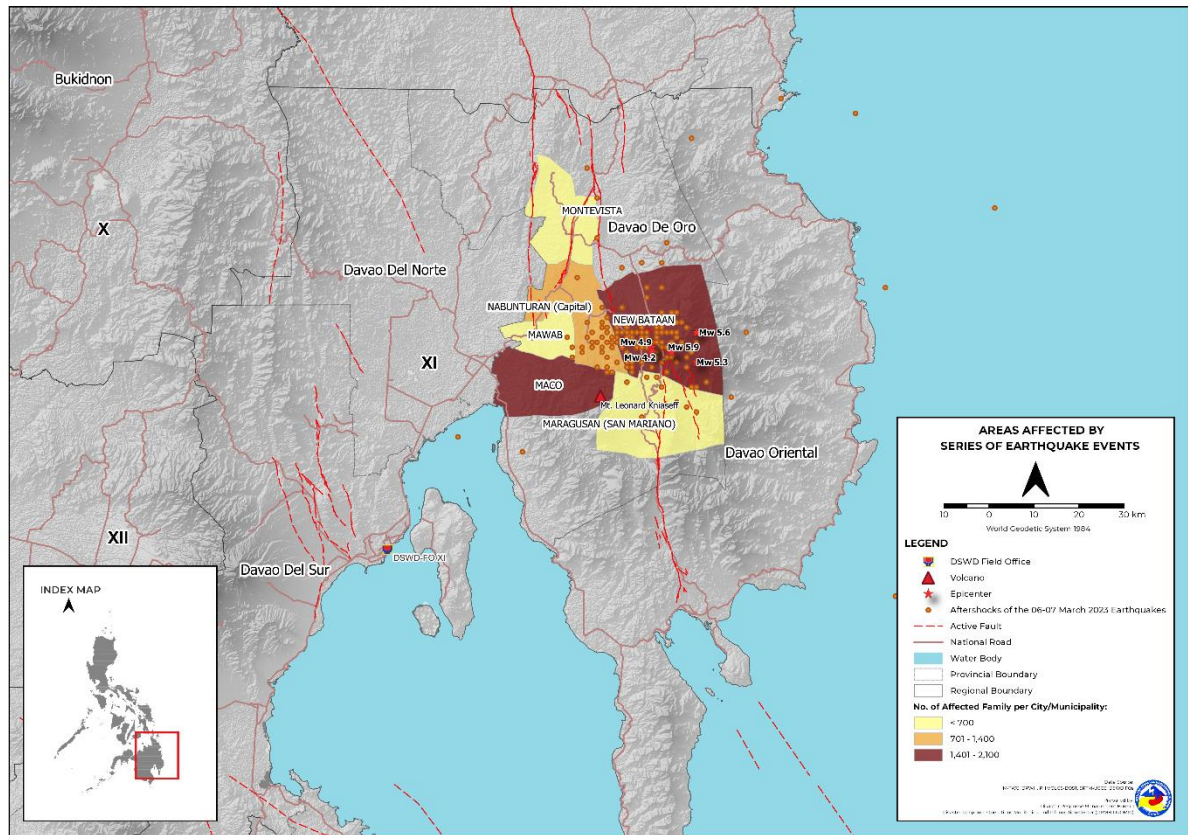 Bukidnon
X
MONTEVISTA
Davao De Oro
Davao Del Norte
NABUNTURAN (Capital)
NEW BATAAN
MAWAB
Mw 5.6
Mw 4.9
Mw 5.9
Mw 4.2
Mw 5.3
XI
MACO
Mt. Leonard Kniaseff
MARAGUSAN (SAN MARIANO)
Davao Oriental
XII
DSWD-FO XI
Davao Del Sur
INDEX MAP
AREAS AFFECTED BY
SERIES OF EARTHQUAKE EVENTS
10 0 10 20 30 km
World Geodetic System 1984
LEGEND
DSWD Field Office
Volcano
Epicenter
Aftershocks of the 06-07 March 2023 Earthquakes
Active Fault
National Road
Water Body
Provincial Boundary
Regional Boundary
No. of Affected Family per City/Municipality:
< 700
701 - 1,400
1,401 - 2,100